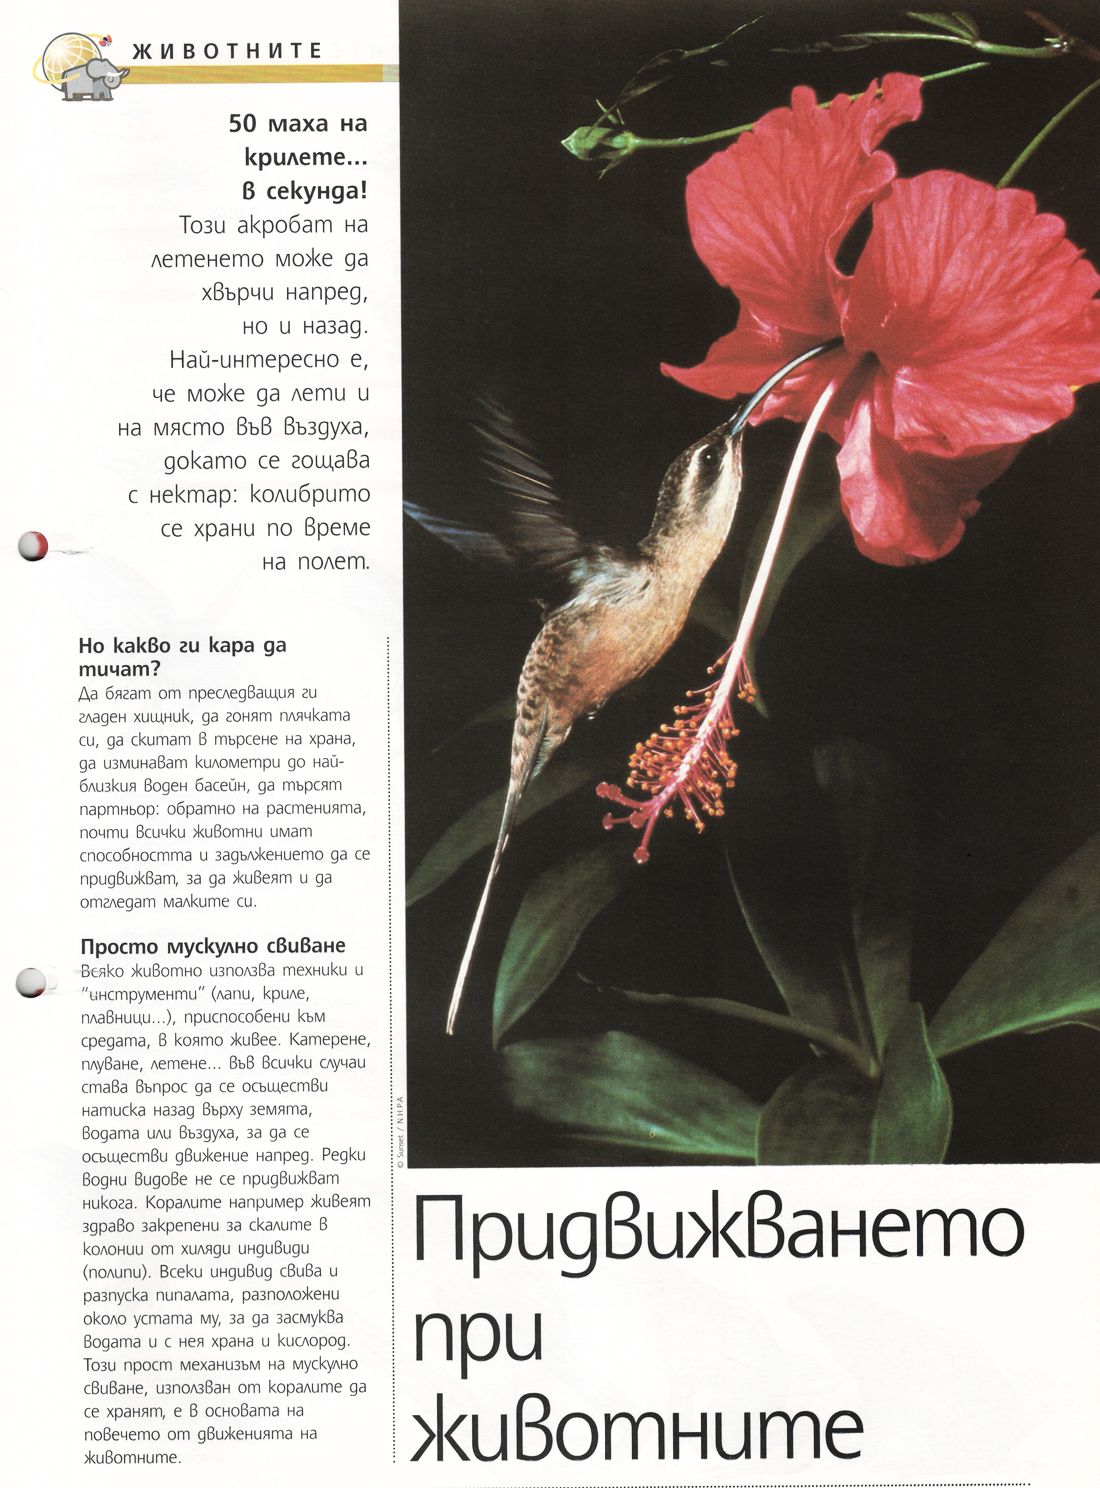 ЖИВОТНИТЕ
50 маха на
крилете...
в секунда!
Този акробат на
летенето може да
хвърчи напред,
но и назад.
Най-интересно е,
че може да лети и
на място във въздуха,
докато се гощава
с нектар: колибрито
се храни по време
на полет.
Но какво ги кара да
тичат?
Да бягат от преследващия ги
гладен хищник, да гонят плячката
си, да скитат в търсене на храна,
да изминават километри до най-
близкия воден басейн, да търсят
партньор: обратно на растенията,
почти всички животни имат
способността и задължението да се
придвижват, за да живеят и да
отгледат малките си.
Просто мускулно свиване
Всяко животно използва техники и
“инструменти” (лапи, криле,
плавници...), приспособени към
средата, в която живее. Катерене,
плуване, летене... във всички случаи
става въпрос да се осъществи
натиска назад върху земята,
водата или въздуха, за да се
осъществи движение напред. Редки
водни видове не се придвижват
никога. Коралите например живеят
здраво закрепени за скалите в
колонии от хиляди индивиди
(полипи). Всеки индивид свива и
разпуска пипалата, разположени
около устата му, за да засмуква
водата и с нея храна и кислород.
Този прост механизъм на мускулно
свиване, използван от коралите да
се хранят, е в основата на
повечето от движенията на
животните.
© Sunset / N.H.P.A
Придвижването
при
животните